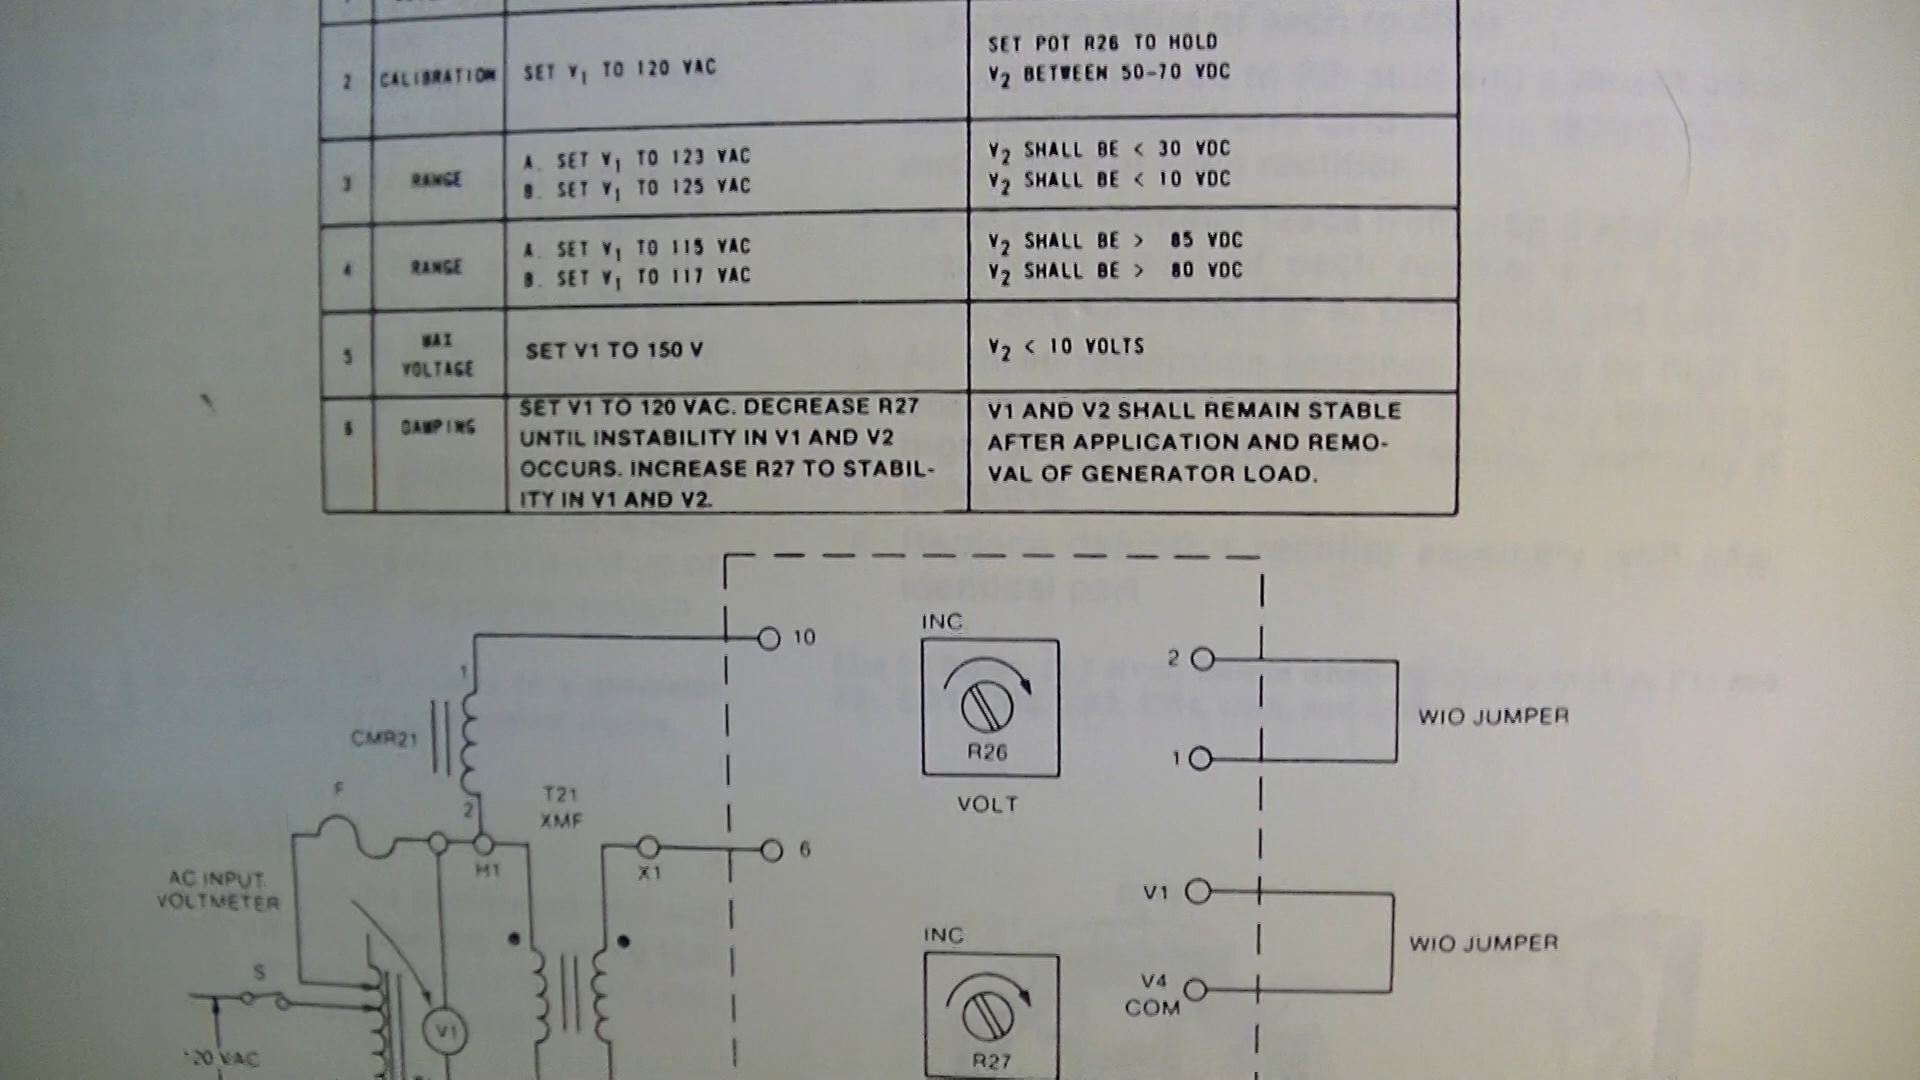 2 CALIBRATION SET V1 TO 120 VAC
SET POT R26 TO HOLD
V2 BETWEEN 50-70 VDC
3 RANGE
A. SET V1 TO 123 VAC
B. SET V1 TO 125 VAC
V2 SHALL BE < 30 VDC
V2 SHALL BE < 10 VDC
4 RANGE
A. SET V1 TO 115 VAC
B. SET V1 TO 117 VAC
V2 SHALL BE > 85 VDC
V2 SHALL BE > 80 VDC
5
MAX
VOLTAGE
SET V1 TO 150 V
V2 < 10 VOLTS
6 DAMPING
SET V1 TO 120 VAC. DECREASE R27
UNTIL INSTABILITY IN V1 AND V2
OCCURS. INCREASE R27 TO STABIL-
ITY IN V1 AND V2.
V1 AND V2 SHALL REMAIN STABLE
AFTER APPLICATION AND REMO-
VAL OF GENERATOR LOAD.
10
INC
R26
VOLT
2
1
WIO JUMPER
1
CMR21
2
F
T21
XMF
H1
X1
6
AC INPUT
VOLTMETER
S
V1
120 VAC
INC
R27
V1
V4
COM
WIO JUMPER